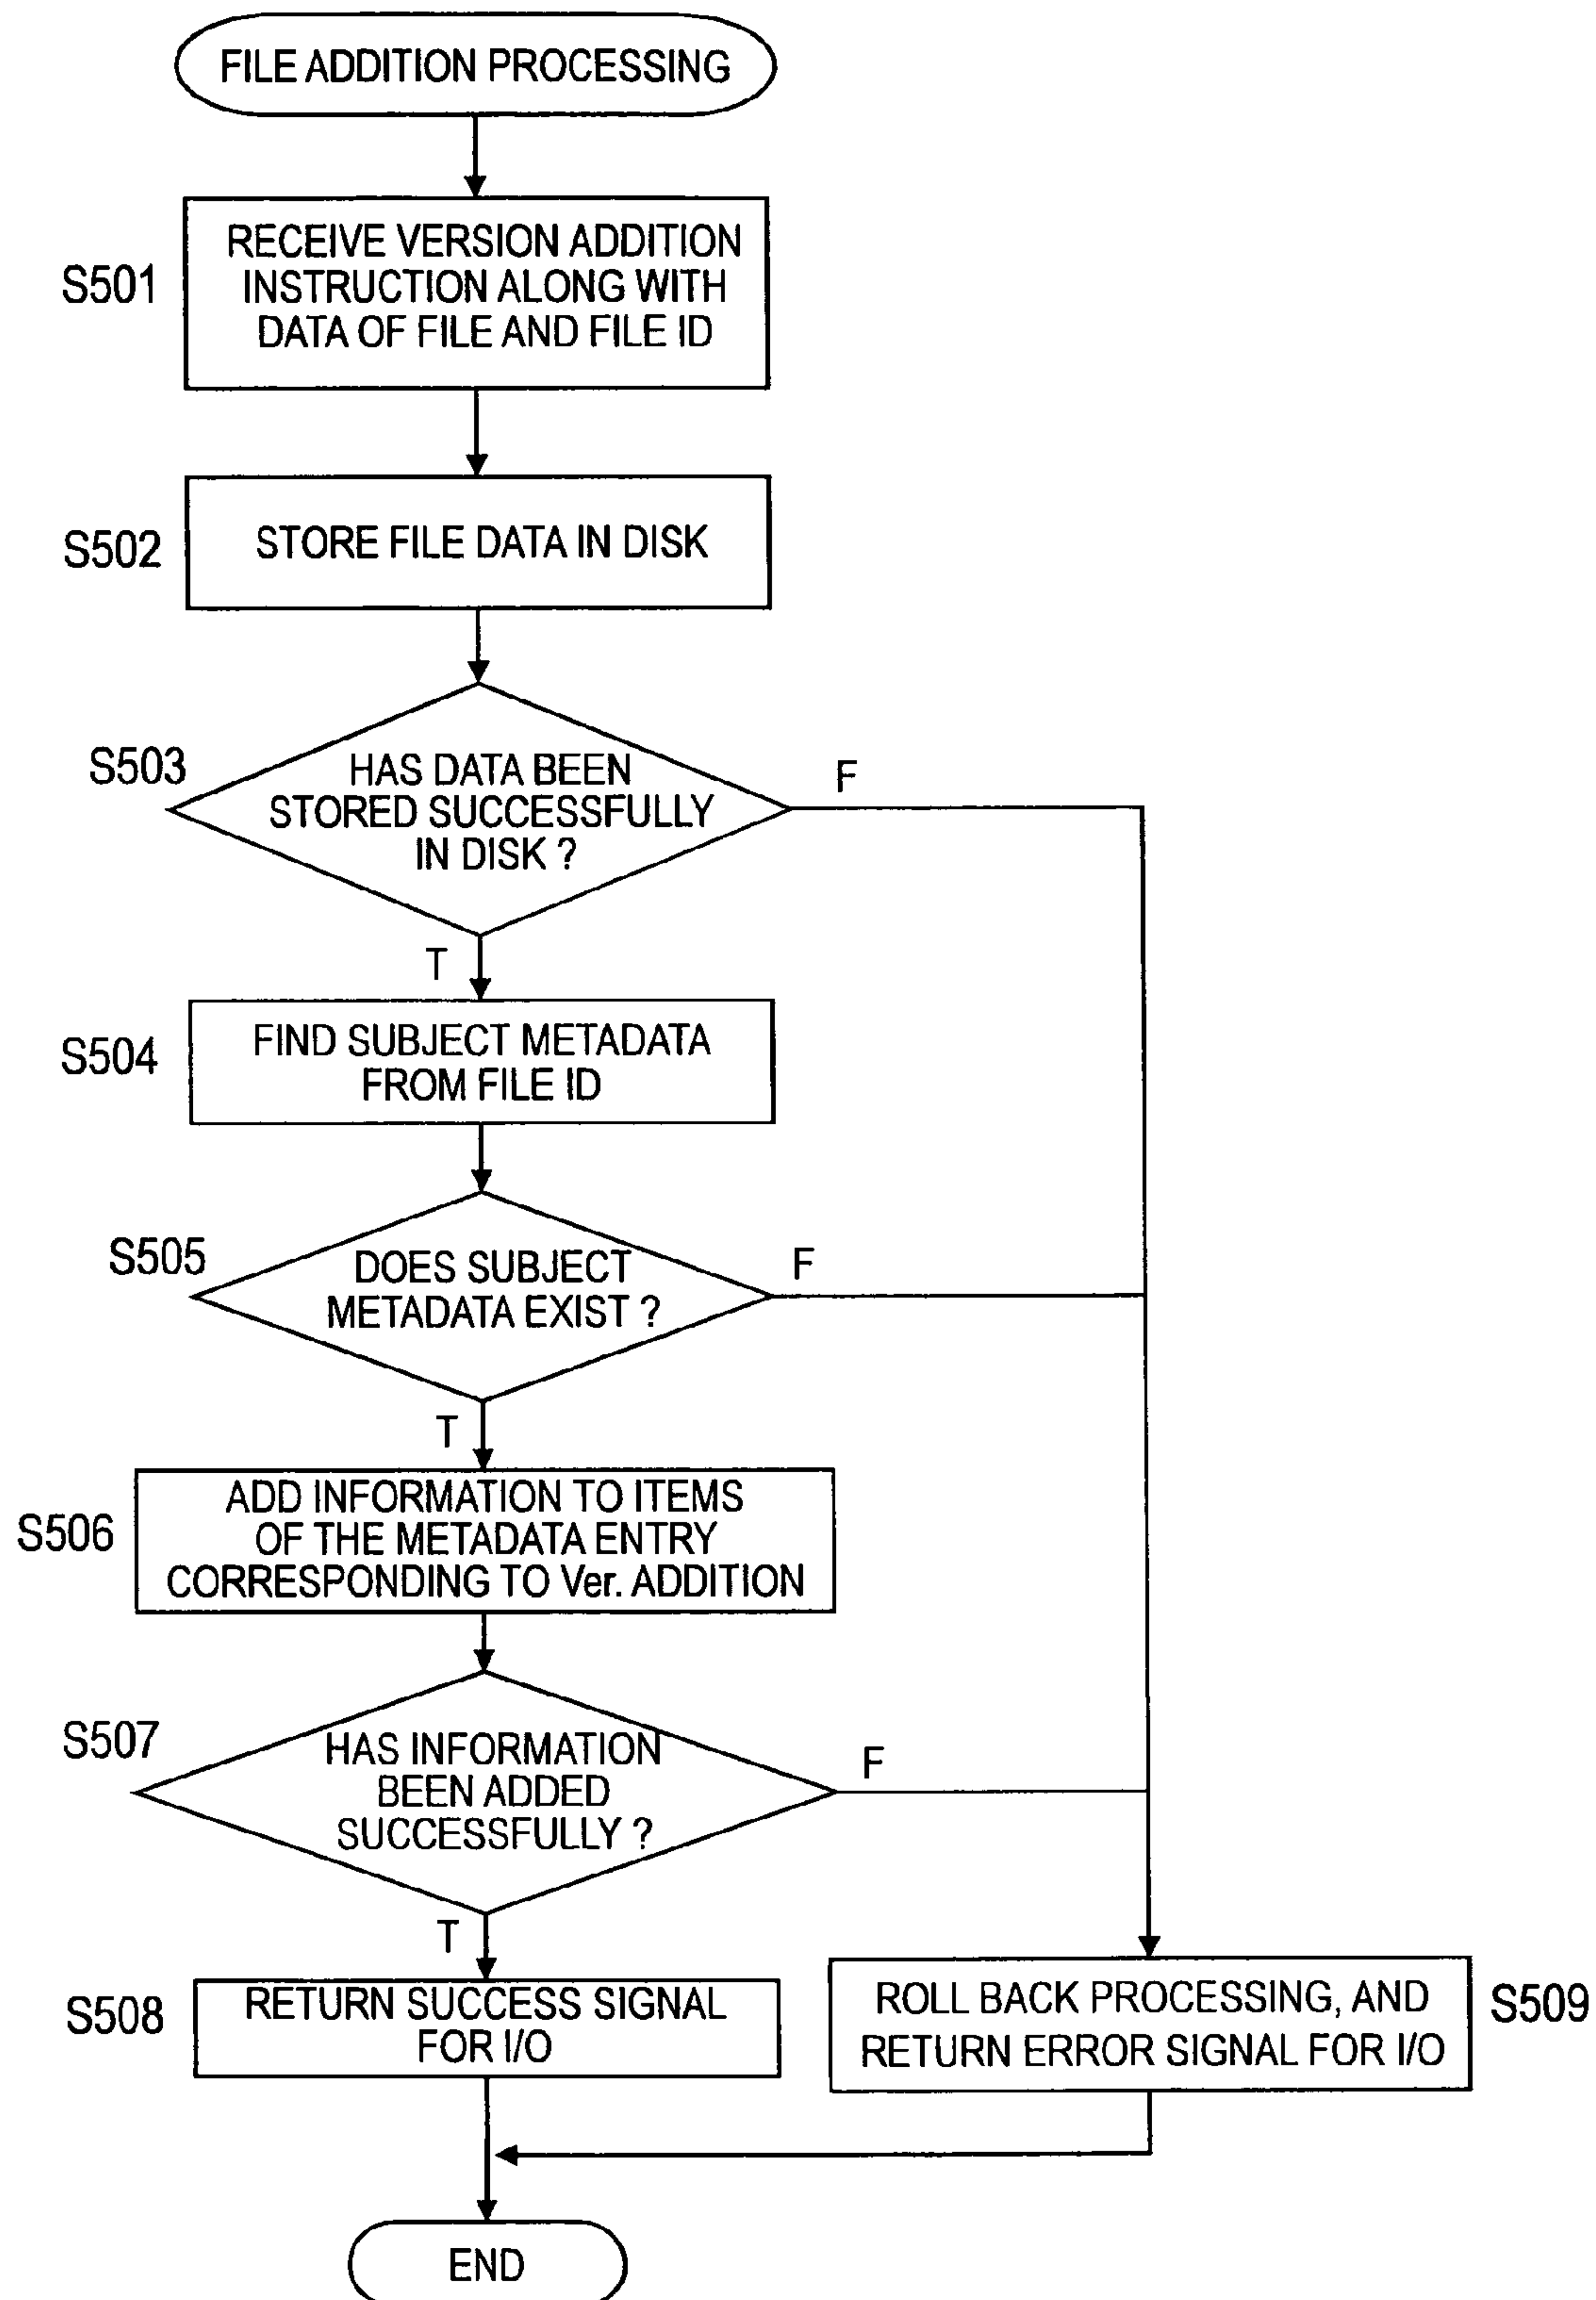 FILE ADDITION PROCESSING
S501
RECEIVE VERSION ADDITION
INSTRUCTION ALONG WITH
DATA OF FILE AND FILE ID
S502
STORE FILE DATA IN DISK
S503
HAS DATA BEEN
STORED SUCCESSFULLY
IN DISK ?
F
T
S504
FIND SUBJECT METADATA
FROM FILE ID
S505
DOES SUBJECT
METADATA EXIST ?
F
T
S506
ADD INFORMATION TO ITEMS
OF THE METADATA ENTRY
CORRESPONDING TO Ver. ADDITION
S507
HAS INFORMATION
BEEN ADDED
SUCCESSFULLY ?
F
T
S508
RETURN SUCCESS SIGNAL
FOR I/O
ROLL BACK PROCESSING, AND
RETURN ERROR SIGNAL FOR I/O
S509
END